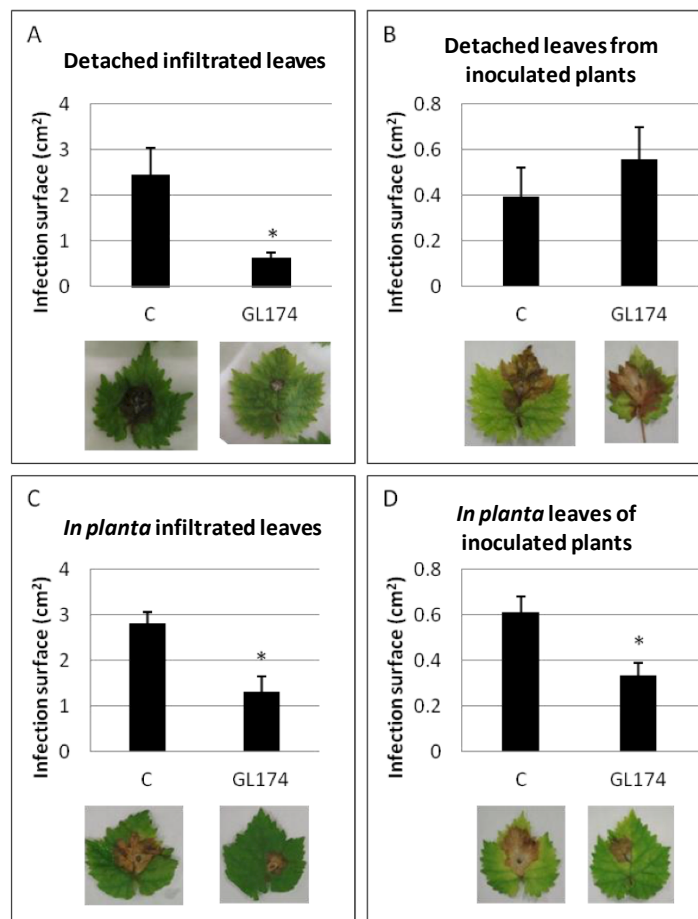 A
Detached infiltrated leaves
Infection surface (cm²)
4
3
2
1
0
*
C GL174
B
Detached leaves from
inoculated plants
Infection surface (cm²)
0.8
0.6
0.4
0.2
0
C GL174
C
In planta infiltrated leaves
Infection surface (cm²)
4
3
2
1
0
*
C GL174
D
In planta leaves of
inoculated plants
Infection surface (cm²)
0.8
0.6
0.4
0.2
0
*
C GL174